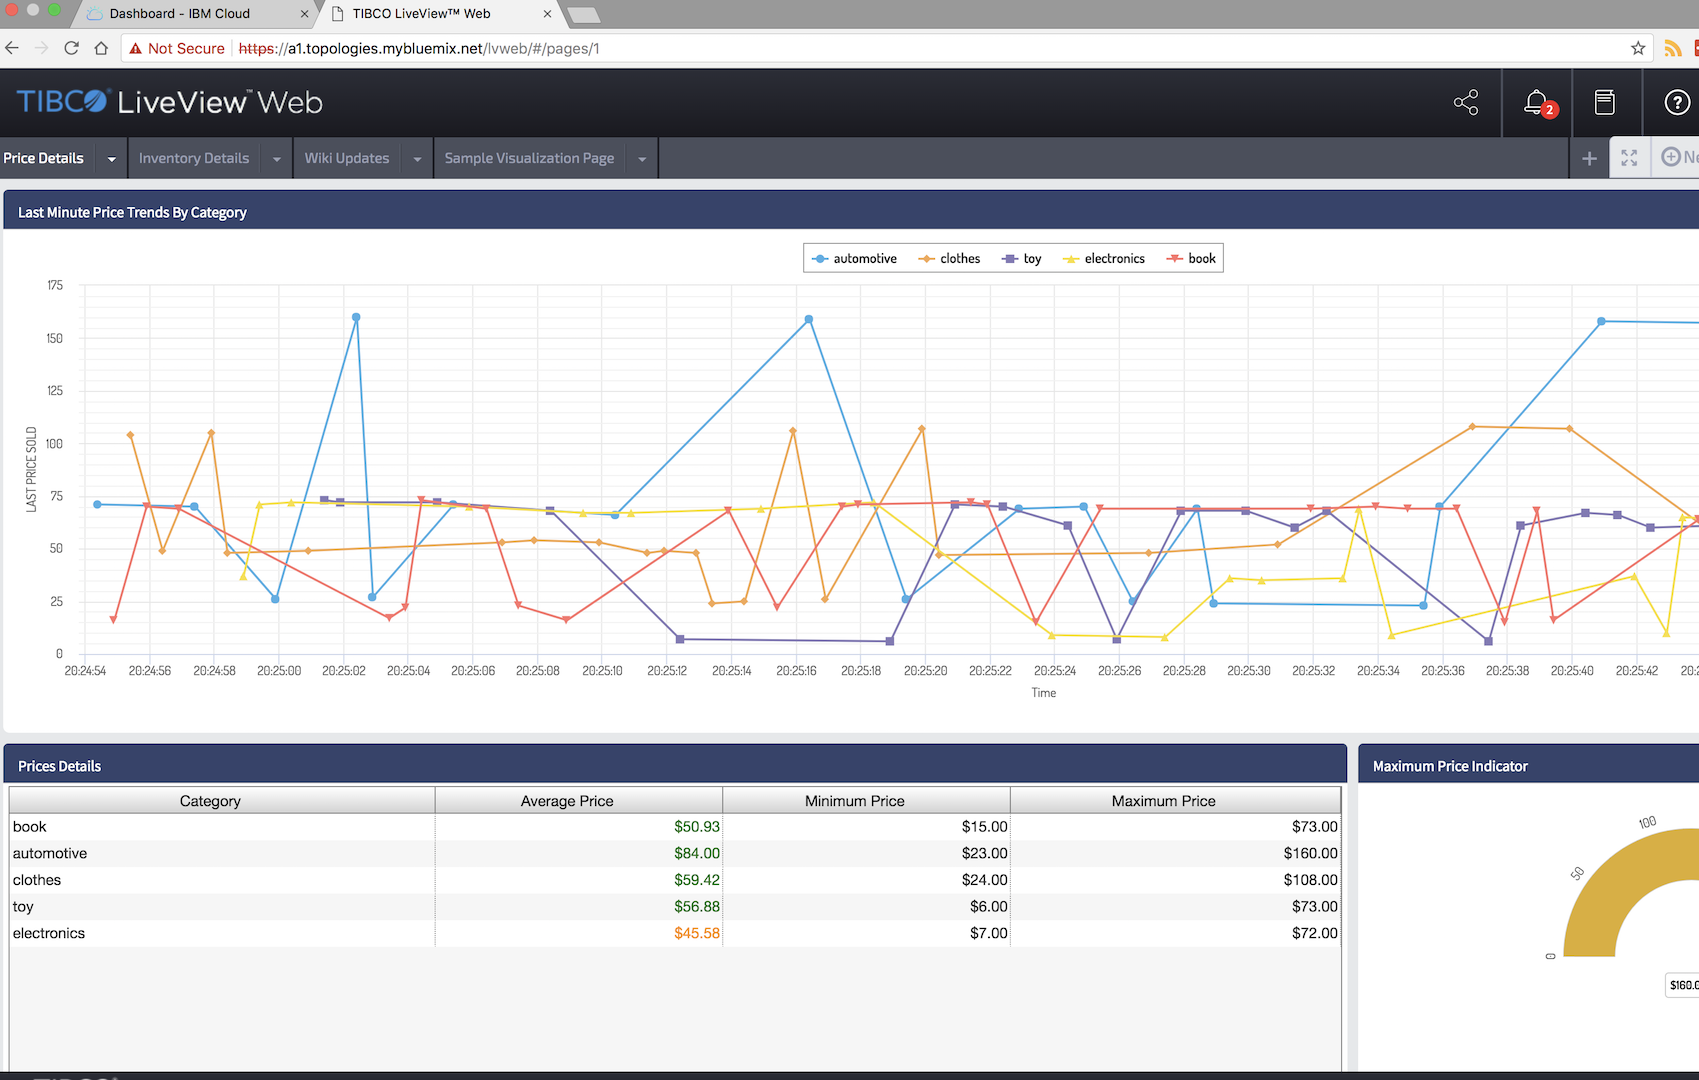 Dashboard - IBM Cloud
TIBCO LiveView™ Web
Not Secure https://a1.topologies.mybluemix.net/lvweb/#/pages/1
TIBCO® LiveView™ Web
2
?
Price Details
Inventory Details
Wiki Updates
Sample Visualization Page
Last Minute Price Trends By Category
automotive clothes toy electronics book
175
150
125
100
75
50
25
0
LAST PRICE SOLD
20:24:54 20:24:56 20:24:58 20:25:00 20:25:02 20:25:04 20:25:06 20:25:08 20:25:10 20:25:12 20:25:14 20:25:16 20:25:18 20:25:20 20:25:22 20:25:24 20:25:26 20:25:28 20:25:30 20:25:32 20:25:34 20:25:36 20:25:38 20:25:40 20:25:42
Time
Prices Details
Category Average Price Minimum Price Maximum Price
book $50.93 $15.00 $73.00
automotive $84.00 $23.00 $160.00
clothes $59.42 $24.00 $108.00
toy $56.88 $6.00 $73.00
electronics $45.58 $7.00 $72.00
Maximum Price Indicator
100
50
0
$160.0